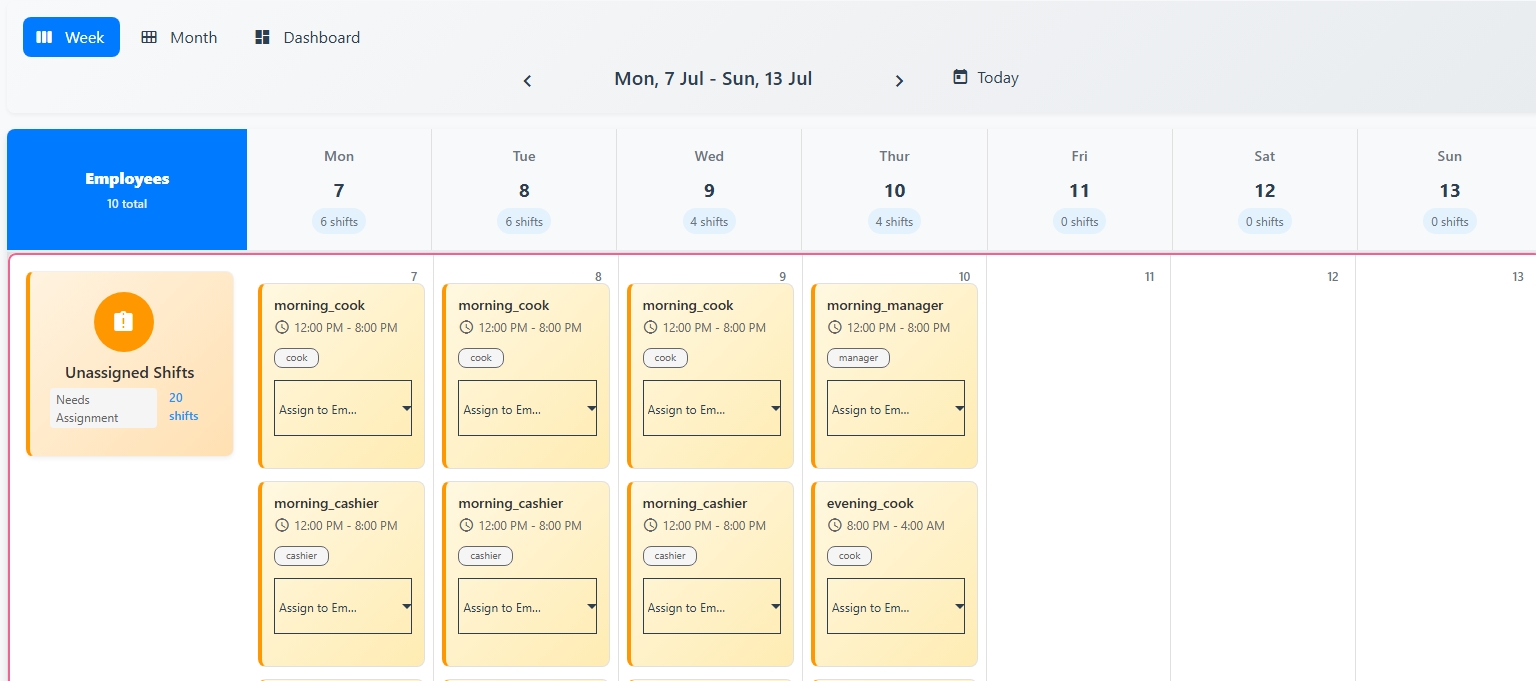 Week
Month
Dashboard
Mon, 7 Jul - Sun, 13 Jul
Today
Employees
10 total
Mon
7
6 shifts
Tue
8
6 shifts
Wed
9
4 shifts
Thur
10
4 shifts
Fri
11
0 shifts
Sat
12
0 shifts
Sun
13
0 shifts
Unassigned Shifts
Needs
Assignment
20
shifts
7
morning_cook
12:00 PM - 8:00 PM
cook
Assign to Em...
morning_cashier
12:00 PM - 8:00 PM
cashier
Assign to Em...
8
morning_cook
12:00 PM - 8:00 PM
cook
Assign to Em...
morning_cashier
12:00 PM - 8:00 PM
cashier
Assign to Em...
9
morning_cook
12:00 PM - 8:00 PM
cook
Assign to Em...
morning_cashier
12:00 PM - 8:00 PM
cashier
Assign to Em...
10
morning_manager
12:00 PM - 8:00 PM
manager
Assign to Em...
evening_cook
8:00 PM - 4:00 AM
cook
Assign to Em...
11
12
13